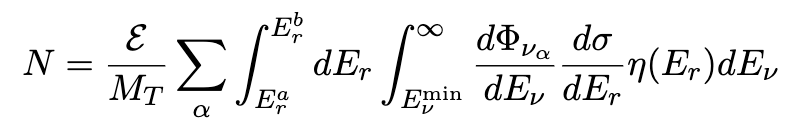 $N = \frac{\mathcal{E}}{M_T} \sum_{\alpha} \int_{E_r^a}^{E_r^b} dE_r \int_{E_\nu^{\min}}^{\infty} \frac{d\Phi_{\nu_\alpha}}{dE_\nu} \frac{d\sigma}{dE_r} \eta(E_r) dE_\nu$